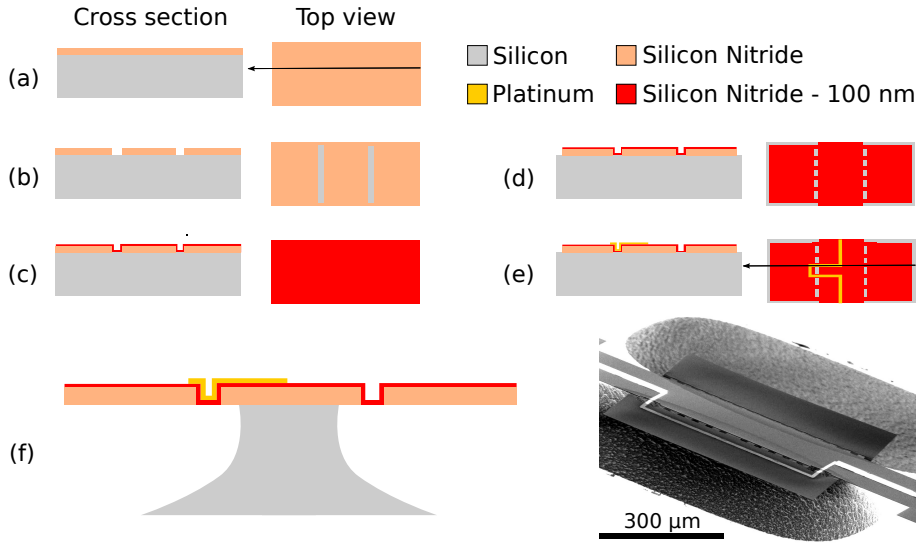 Cross section
Top view
Silicon
Silicon Nitride
Platinum
Silicon Nitride - 100 nm
(a)
(b)
(c)
(d)
(e)
(f)
300 µm